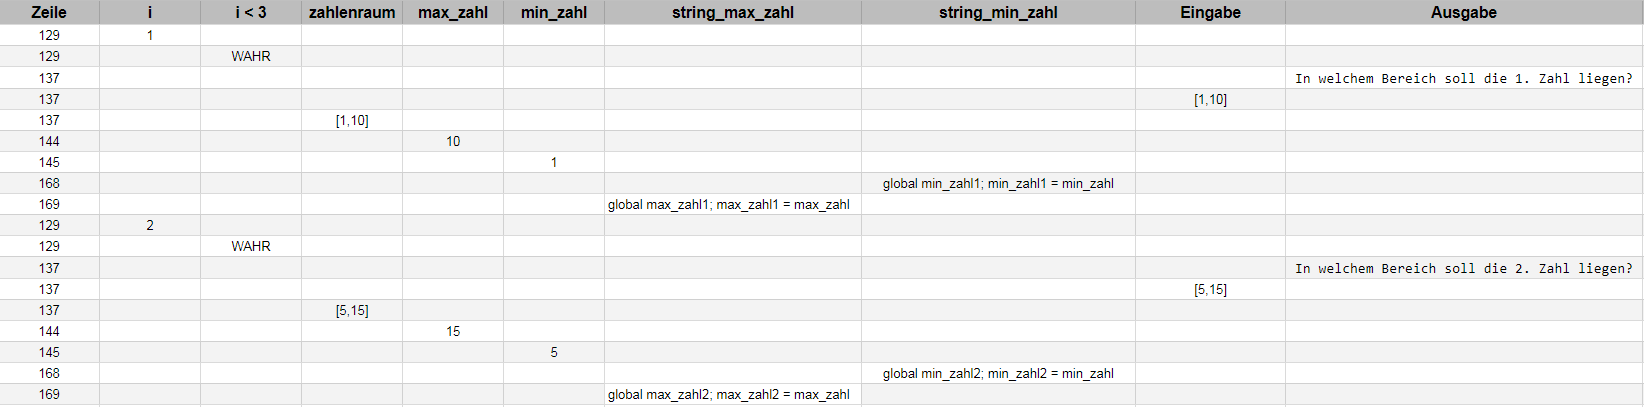 Zeile i i < 3 zahlenraum max_zahl min_zahl string_max_zahl string_min_zahl Eingabe Ausgabe
129 1
129 WAHR
137 In welchem Bereich soll die 1. Zahl liegen?
137 [1,10]
137 [1,10]
144 10
145 1
168 global min_zahl1; min_zahl1 = min_zahl
169 global max_zahl1; max_zahl1 = max_zahl
129 2
129 WAHR
137 In welchem Bereich soll die 2. Zahl liegen?
137 [5,15]
137 [5,15]
144 15
145 5
168 global min_zahl2; min_zahl2 = min_zahl
169 global max_zahl2; max_zahl2 = max_zahl